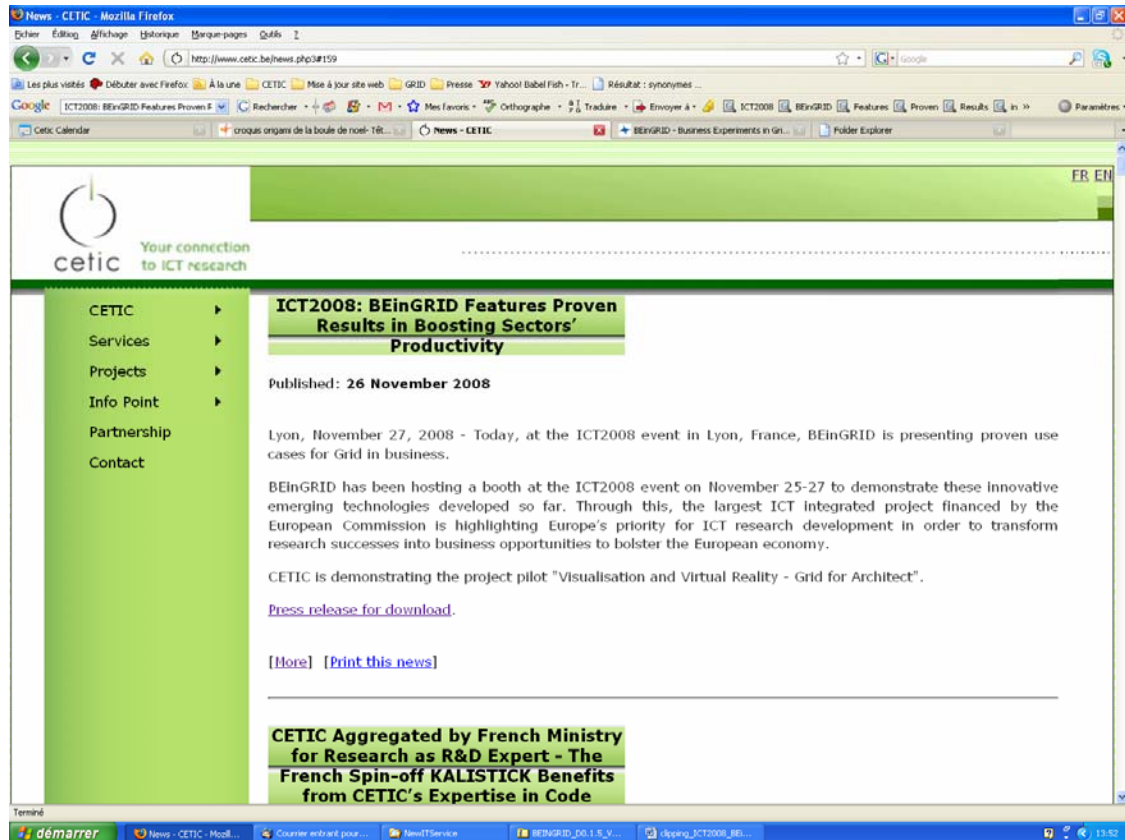 News - CETIC - Mozilla Firefox
Fichier Édition Affichage Historique Marque-pages Outils ?
http://www.cetic.be/news.php3#159 Google
Les plus visités Débuter avec Firefox À la une CETIC Mise à jour site web GRID Presse Yahoo! Babel Fish - Tr... Résultat : synonymes ...
Google ICT2008: BEinGRID Features Proven Rechercher Mes favoris Orthographe Traduire Envoyer à ICT2008 BEinGRID Features Proven Results in » Paramètres
Cetic Calendar croquis origami de la boule de noel- Têt... News - CETIC BEinGRID - Business Experiments in Gri... Folder Explorer
FR EN
cetic Your connection
to ICT research
CETIC
Services
Projects
Info Point
Partnership
Contact
ICT2008: BEinGRID Features Proven
Results in Boosting Sectors’
Productivity
Published: 26 November 2008
Lyon, November 27, 2008 - Today, at the ICT2008 event in Lyon, France, BEinGRID is presenting proven use
cases for Grid in business.
BEinGRID has been hosting a booth at the ICT2008 event on November 25-27 to demonstrate these innovative
emerging technologies developed so far. Through this, the largest ICT integrated project financed by the
European Commission is highlighting Europe’s priority for ICT research development in order to transform
research successes into business opportunities to bolster the European economy.
CETIC is demonstrating the project pilot "Visualisation and Virtual Reality - Grid for Architect".
Press release for download.
[More] [Print this news]
CETIC Aggregated by French Ministry
for Research as R&D Expert - The
French Spin-off KALISTICK Benefits
from CETIC’s Expertise in Code
Terminé
démarrer News - CETIC - Mozill... Courrier entrant pour... NewITService BEINGRID_D0.1.5_V... clipping_ICT2008_BEi... 13:52